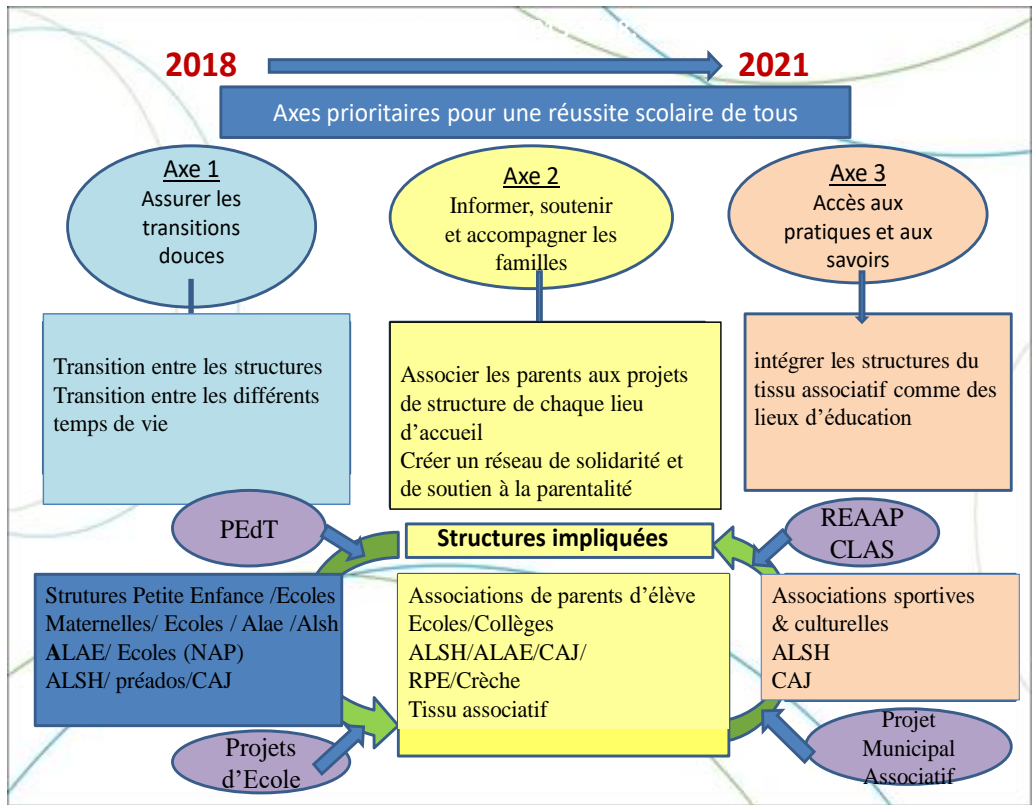 2018
2021
Axes prioritaires pour une réussite scolaire de tous
Axe 1
Assurer les
transitions
douces
Axe 2
Informer, soutenir
et accompagner les
familles
Axe 3
Accès aux
pratiques et aux
savoirs
Transition entre les structures
Transition entre les différents
temps de vie
Associer les parents aux projets
de structure de chaque lieu
d’accueil
Créer un réseau de solidarité et
de soutien à la parentalité
intégrer les structures du
tissu associatif comme des
lieux d’éducation
PEdT
Structures impliquées
REAAP
CLAS
Strutures Petite Enfance /Ecoles
Maternelles/ Ecoles / Alae /Alsh
ALAE/ Ecoles (NAP)
ALSH/ préados/CAJ
Associations de parents d’élève
Ecoles/Collèges
ALSH/ALAE/CAJ/
RPE/Crèche
Tissu associatif
Associations sportives
& culturelles
ALSH
CAJ
Projets
d’Ecole
Projet
Municipal
Associatif